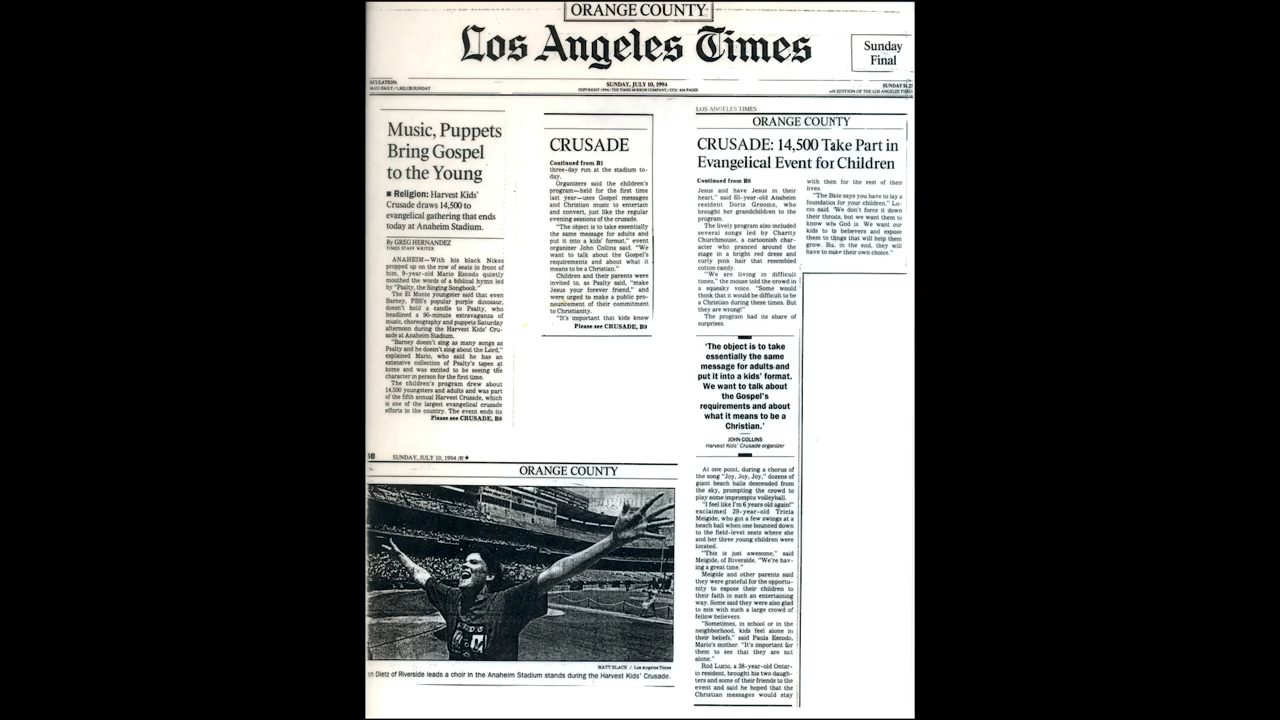 ORANGE COUNTY
Los Angeles Times
Sunday
Final
SUNDAY, JULY 10, 1994
COPYRIGHT 1994 / THE TIMES MIRROR COMPANY
AN EDITION OF THE LOS ANGELES TIMES
Music, Puppets
Bring Gospel
to the Young
■ Religion: Harvest Kids'
Crusade draws 14,500 to
evangelical gathering that ends
today at Anaheim Stadium.
By GREG HERNANDEZ
TIMES STAFF WRITER
ANAHEIM—With his black Nikes
propped up on the row of seats in front of
him, 9-year-old Mario Escodo quietly
mouthed the words of a biblical hymn led
by "Psalty, the Singing Songbook."
The El Monte youngster said that even
Barney, PBS's popular purple dinosaur,
doesn't hold a candle to Psalty, who
headlined a 90-minute extravaganza of
music, choreography and puppets Saturday
afternoon during the Harvest Kids' Cru-
sade at Anaheim Stadium.
"Barney doesn't sing as many songs as
Psalty and he doesn't sing about the Lord,"
explained Mario, who said he has an
extensive collection of Psalty's tapes at
home and was excited to be seeing the
character in person for the first time.
The children's program drew about
14,500 youngsters and adults and was part
of the fifth annual Harvest Crusade, which
is one of the largest evangelical crusade
efforts in the country. The event ends its
Please see CRUSADE, B8
CRUSADE
Continued from B1
three-day run at the stadium to-
day.
Organizers said the children's
program—held for the first time
last year—uses Gospel messages
and Christian music to entertain
and convert, just like the regular
evening sessions of the crusade.
"The object is to take essentially
the same message for adults and
put it into a kids' format," event
organizer John Collins said. "We
want to talk about the Gospel's
requirements and about what it
means to be a Christian."
Children and their parents were
invited to, as Psalty said, "make
Jesus your forever friend," and
were urged to make a public pro-
nouncement of their commitment
to Christianity.
"It's important that kids know
Please see CRUSADE, B9
LOS ANGELES TIMES
ORANGE COUNTY
CRUSADE: 14,500 Take Part in
Evangelical Event for Children
Continued from B8
Jesus and have Jesus in their
heart," said 65-year-old Anaheim
resident Doris Grooms, who
brought her grandchildren to the
program.
The lively program also included
several songs led by Charity
Churchmouse, a cartoonish char-
acter who pranced around the
stage in a bright red dress and
curly pink hair that resembled
cotton candy.
"We are living in difficult
times," the mouse told the crowd in
a squeaky voice. "Some would
think that it would be difficult to be
a Christian during these times. But
they are wrong!"
The program had its share of
surprises.
'The object is to take
essentially the same
message for adults and
put it into a kids' format.
We want to talk about
the Gospel's
requirements and about
what it means to be a
Christian.'
JOHN COLLINS
Harvest Kids' Crusade organizer
At one point, during a chorus of
the song "Joy, Joy, Joy," dozens of
giant beach balls descended from
the sky, prompting the crowd to
play some impromptu volleyball.
"I feel like I'm 6 years old again!"
exclaimed 29-year-old Tricia
Meigide, who got a few swings at a
beach ball when one bounced down
to the field-level seats where she
and her three young children were
located.
"This is just awesome," said
Meigide, of Riverside. "We're hav-
ing a great time."
Meigide and other parents said
they were grateful for the opportu-
nity to expose their children to
their faith in such an entertaining
way. Some said they were also glad
to mix with such a large crowd of
fellow believers.
"Sometimes, in school or in the
neighborhood, kids feel alone in
their beliefs," said Paula Escodo,
Mario's mother. "It's important for
them to see that they are not
alone."
Rod Lucio, a 38-year-old Ontar-
io resident, brought his two daugh-
ters and some of their friends to the
event and said he hoped that the
Christian messages would stay
with them for the rest of their
lives.
"The Bible says you have to lay a
foundation for your children," Lu-
cio said. "We don't force it down
their throats, but we want them to
know who God is. We want our
kids to be believers and expose
them to things that will help them
grow. But, in the end, they will
have to make their own choice."
SUNDAY, JULY 10, 1994 /R ★
ORANGE COUNTY
MATT BLACK / Los Angeles Times
Dietz of Riverside leads a choir in the Anaheim Stadium stands during the Harvest Kids' Crusade.